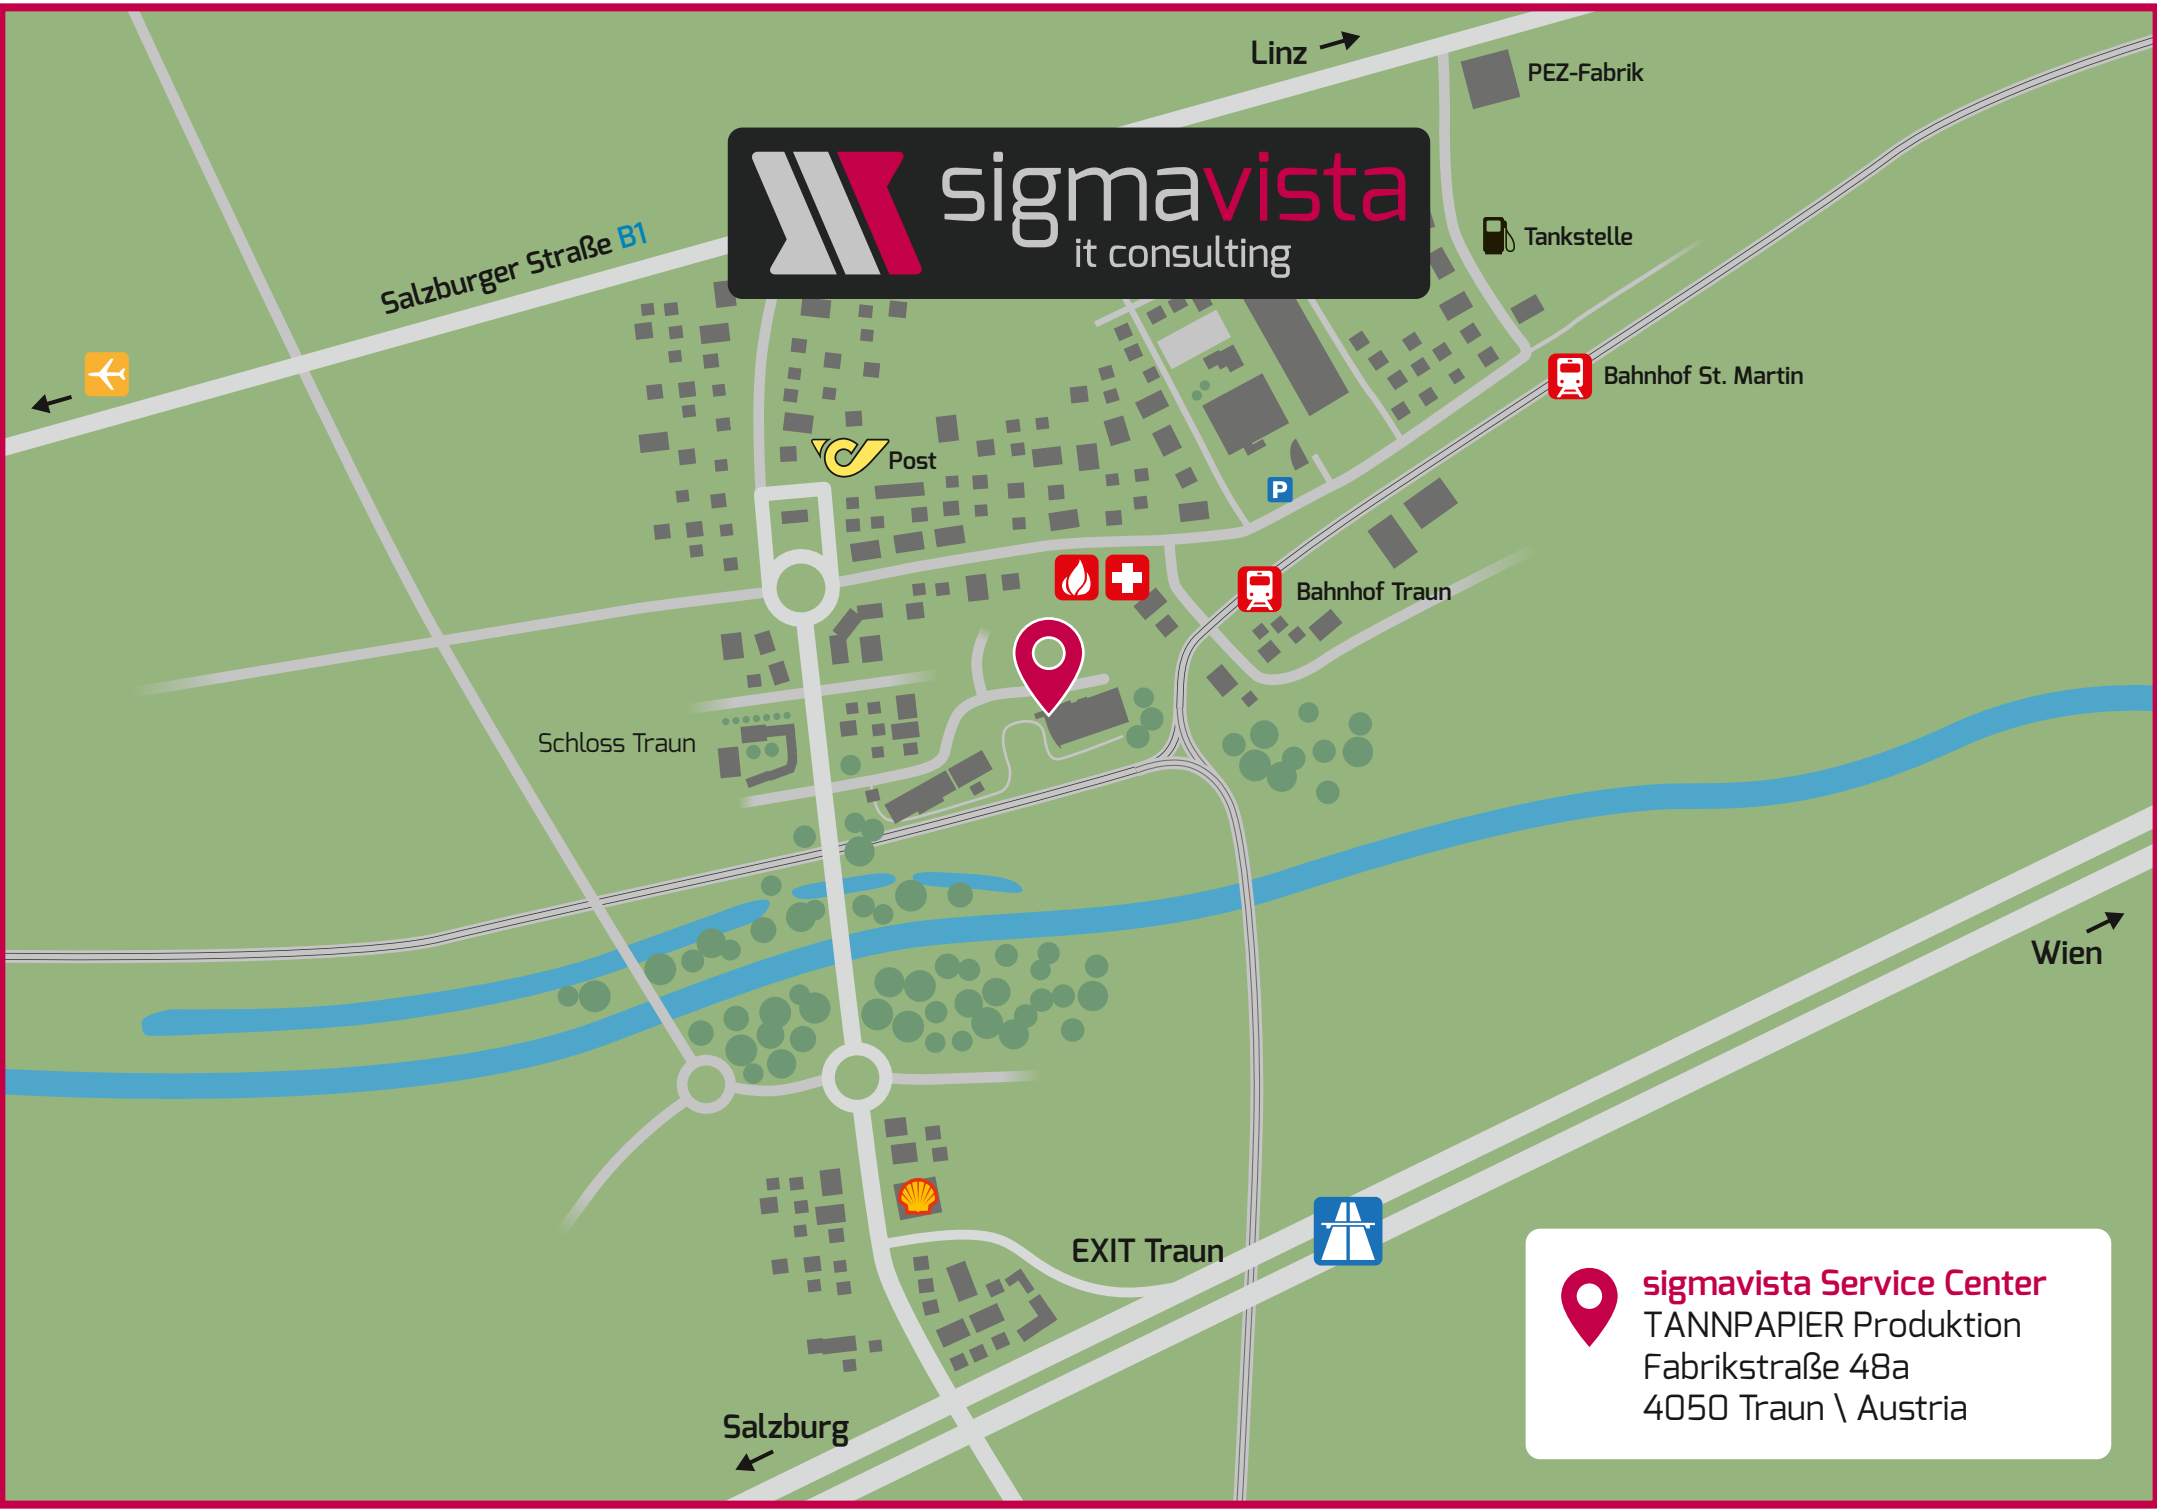 Linz
PEZ-Fabrik
sigmavista
it consulting
Salzburger Straße B1
Tankstelle
Bahnhof St. Martin
Post
P
Bahnhof Traun
Schloss Traun
Wien
EXIT Traun
sigmavista Service Center
TANNPAPIER Produktion
Fabrikstraße 48a
4050 Traun \ Austria
Salzburg